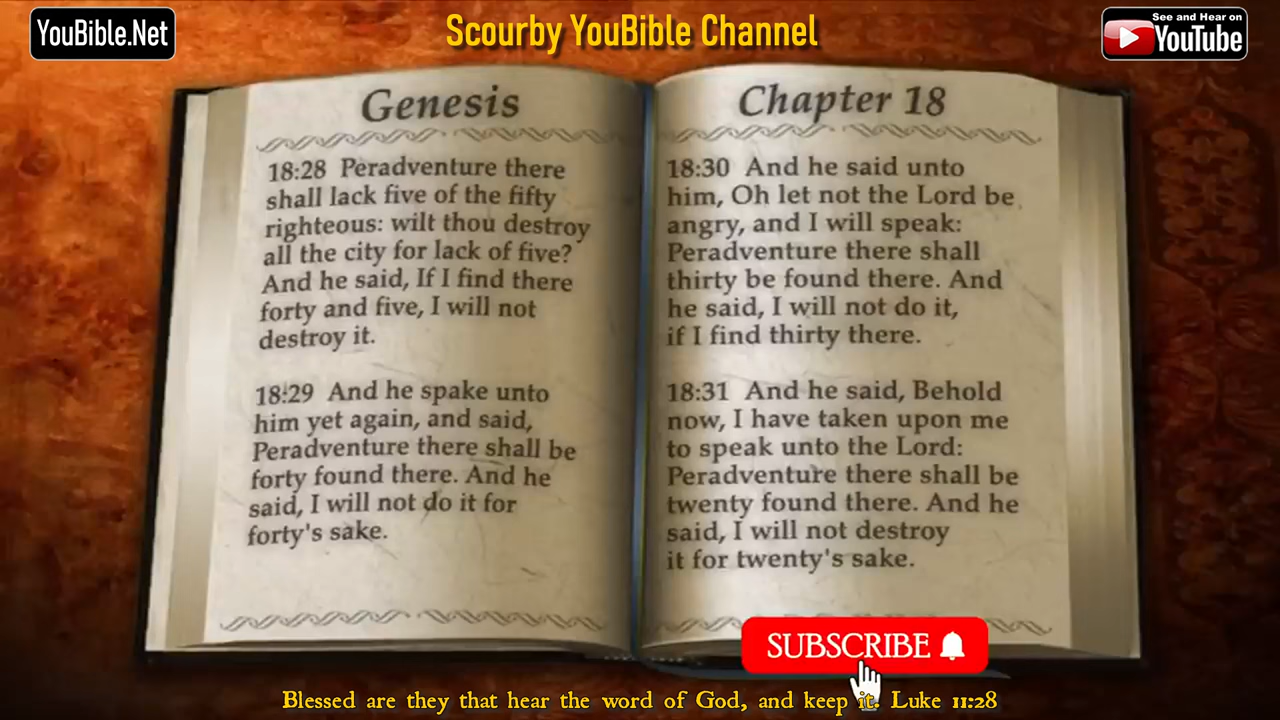 YouBible.Net
Scourby YouBible Channel
See and Hear on
YouTube
Genesis
18:28 Peradventure there
shall lack five of the fifty
righteous: wilt thou destroy
all the city for lack of five?
And he said, If I find there
forty and five, I will not
destroy it.
18:29 And he spake unto
him yet again, and said,
Peradventure there shall be
forty found there. And he
said, I will not do it for
forty's sake.
Chapter 18
18:30 And he said unto
him, Oh let not the Lord be
angry, and I will speak:
Peradventure there shall
thirty be found there. And
he said, I will not do it,
if I find thirty there.
18:31 And he said, Behold
now, I have taken upon me
to speak unto the Lord:
Peradventure there shall be
twenty found there. And he
said, I will not destroy
it for twenty's sake.
SUBSCRIBE
Blessed are they that hear the word of God, and keep it. Luke 11:28